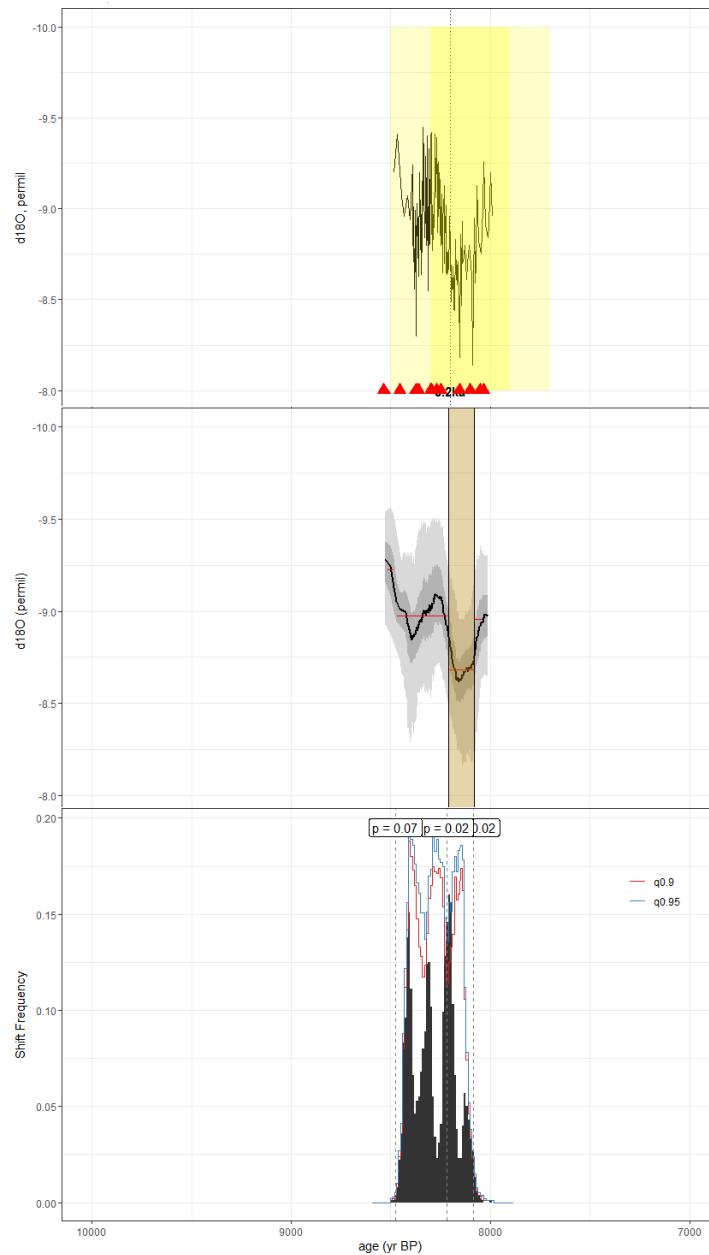 -10.0
-9.5
-9.0
-8.5
-8.0
d18O, permil
-10.0
-9.5
-9.0
-8.5
-8.0
d18O (permil)
0.20
0.15
0.10
0.05
0.00
Shift Frequency
p = 0.07 p = 0.02 0.02
q0.9
q0.95
10000 9000 8000 7000
age (yr BP)